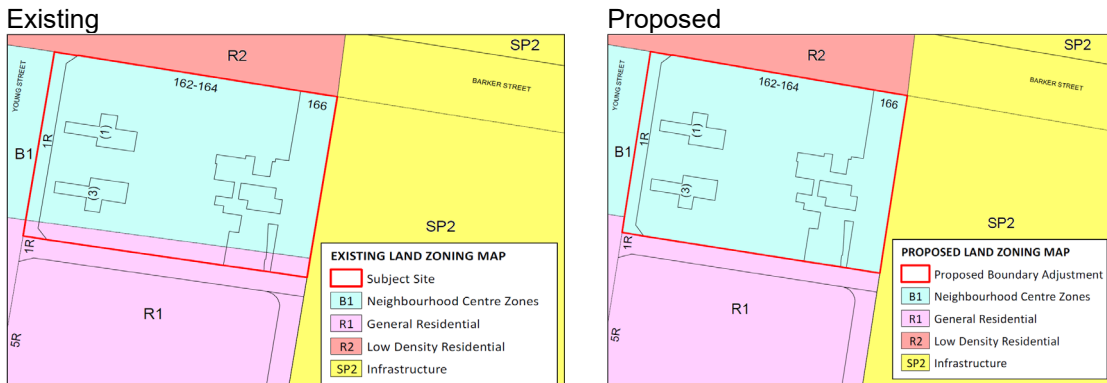 Existing
R2
SP2
162-164
166
BARKER STREET
YOUNG STREET
1R
(1)
B1
(3)
SP2
1R
R1
5R
EXISTING LAND ZONING MAP
Subject Site
B1 Neighbourhood Centre Zones
R1 General Residential
R2 Low Density Residential
SP2 Infrastructure
Proposed
R2
SP2
162-164
166
BARKER STREET
YOUNG STREET
1R
(1)
B1
(3)
SP2
1R
R1
5R
PROPOSED LAND ZONING MAP
Proposed Boundary Adjustment
B1 Neighbourhood Centre Zones
R1 General Residential
R2 Low Density Residential
SP2 Infrastructure